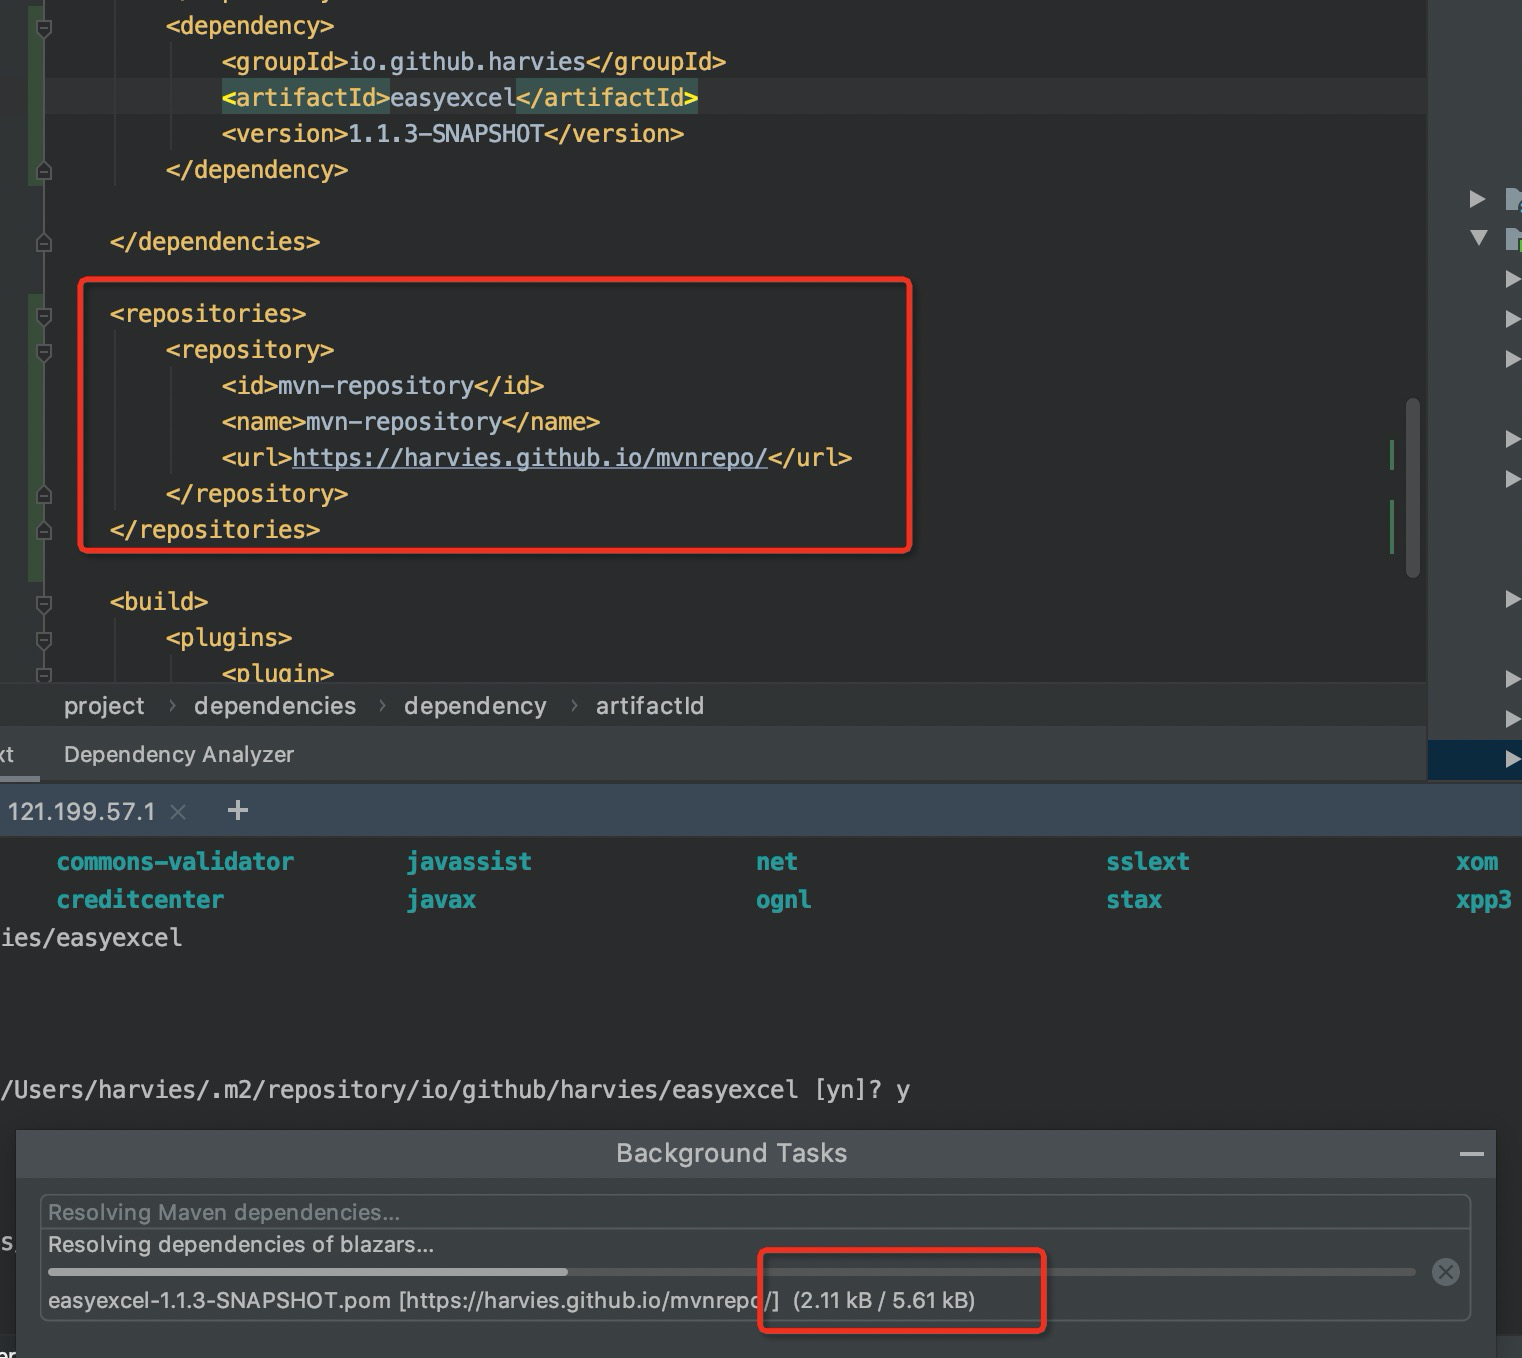 <dependency>
<groupId>io.github.harvies</groupId>
<artifactId>easyexcel</artifactId>
<version>1.1.3-SNAPSHOT</version>
</dependency>
</dependencies>
<repositories>
<repository>
<id>mvn-repository</id>
<name>mvn-repository</name>
<url>https://harvies.github.io/mvnrepo/</url>
</repository>
</repositories>
<build>
<plugins>
<plugin>
project › dependencies › dependency › artifactId
Dependency Analyzer
121.199.57.1 × +
commons-validator javassist net sslext xom
creditcenter javax ognl stax xpp3
ies/easyexcel
/Users/harvies/.m2/repository/io/github/harvies/easyexcel [yn]? y
Background Tasks
Resolving Maven dependencies...
Resolving dependencies of blazars...
easyexcel-1.1.3-SNAPSHOT.pom [https://harvies.github.io/mvnrepo/] (2.11 kB / 5.61 kB)